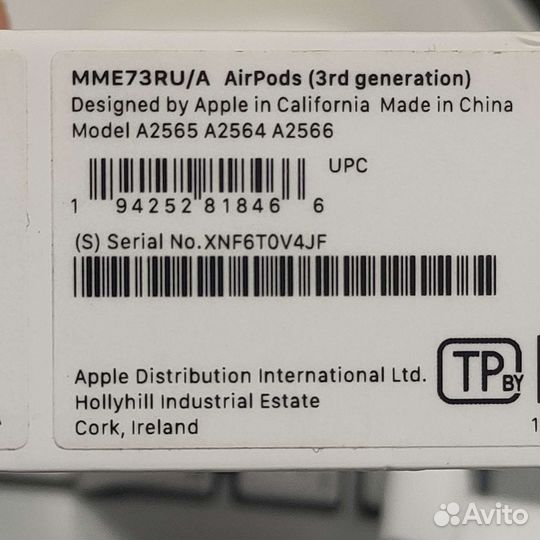 MME73RU/A AirPods (3rd generation)
Designed by Apple in California Made in China
Model A2565 A2564 A2566
UPC
1 94252 81846 6
(S) Serial No.XNF6T0V4JF
Apple Distribution International Ltd.
Hollyhill Industrial Estate
Cork, Ireland
TP BY
Avito